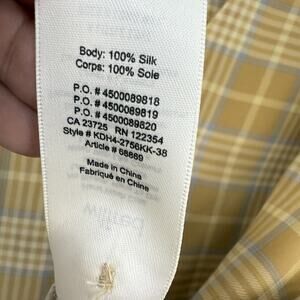 Body: 100% Silk
Corps: 100% Soie
P.O. # 4500089818
P.O. # 4500089819
P.O. # 4500089820
CA 23725 RN 122354
Style # KDH4-2756KK-38
Article # 68669
Made in China
Fabriqué en Chine